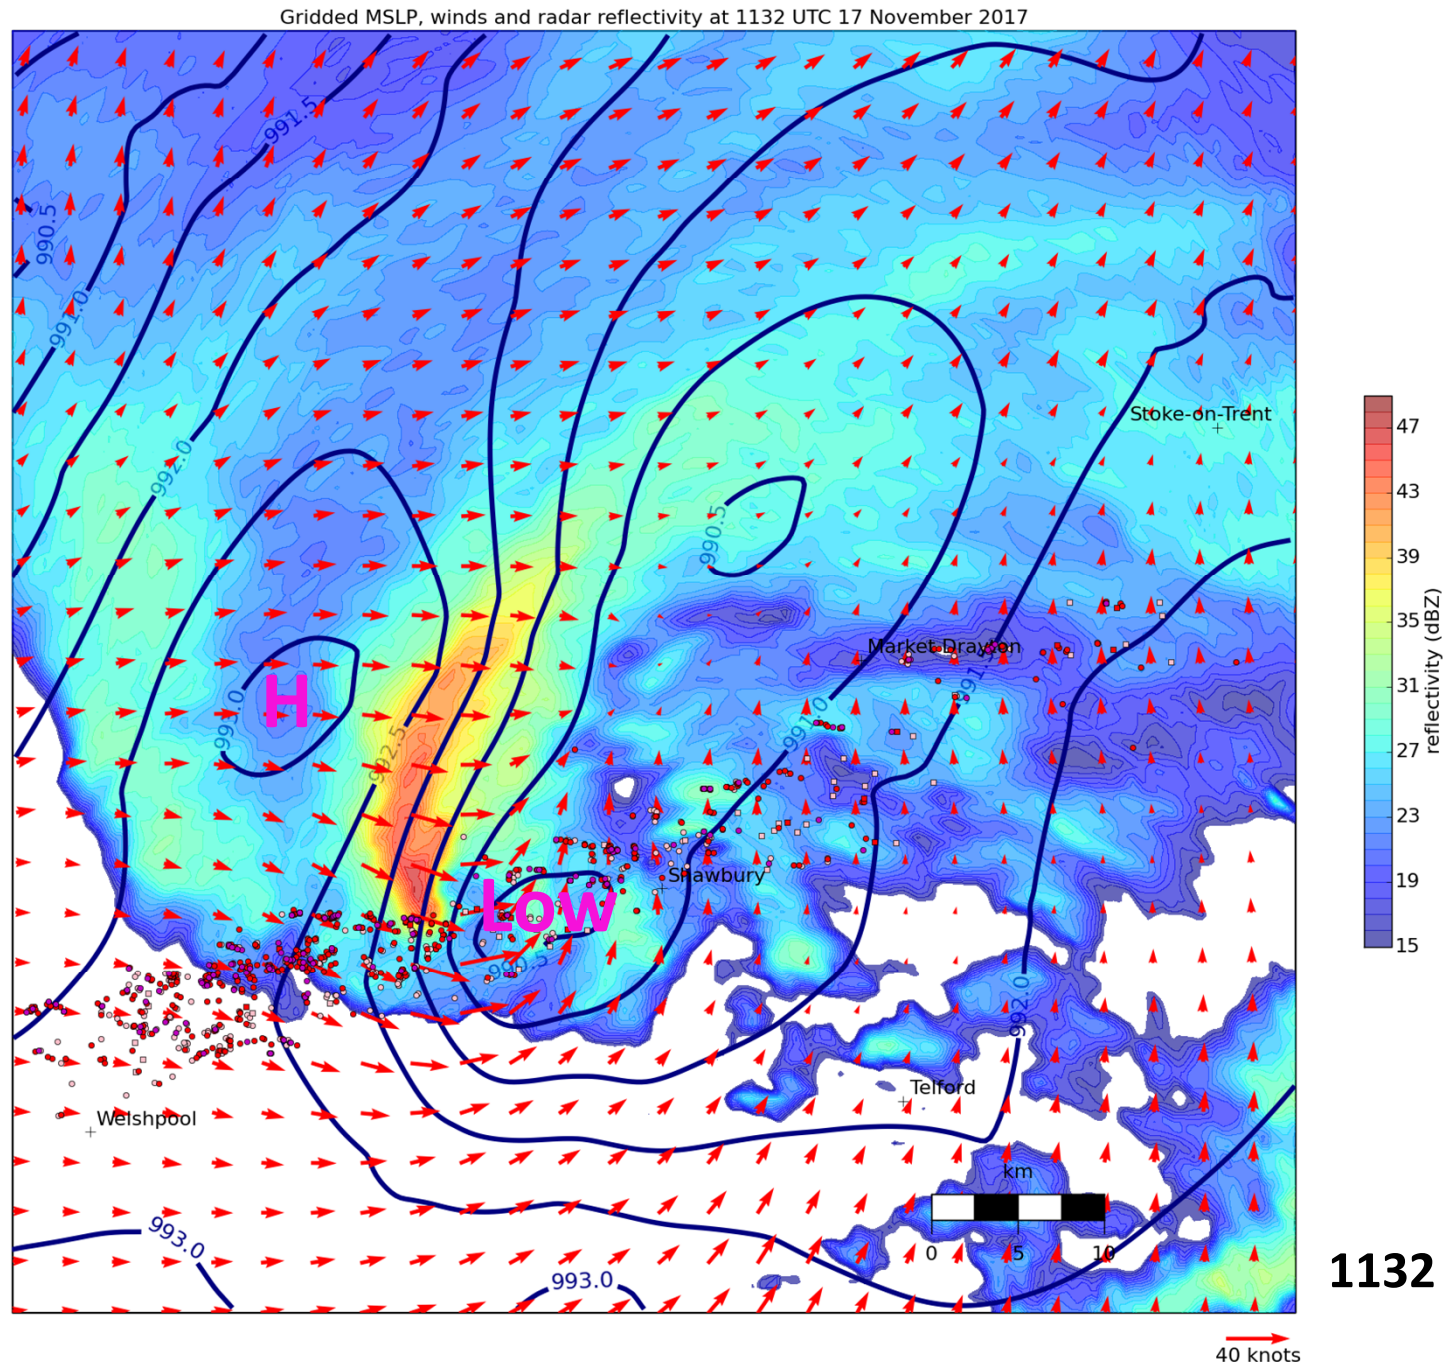 Gridded MSLP, winds and radar reflectivity at 1132 UTC 17 November 2017
991.5
990.5
991.0
992.0
Stoke-on-Trent
47
43
39
35
31
27
23
19
15
reflectivity (dBZ)
990.5
Market Drayton
991.5
H
993.0
992.5
991.0
Low
Shawbury
990.5
992.0
Telford
Welshpool
km
0 5 10
993.0
993.0
1132
40 knots